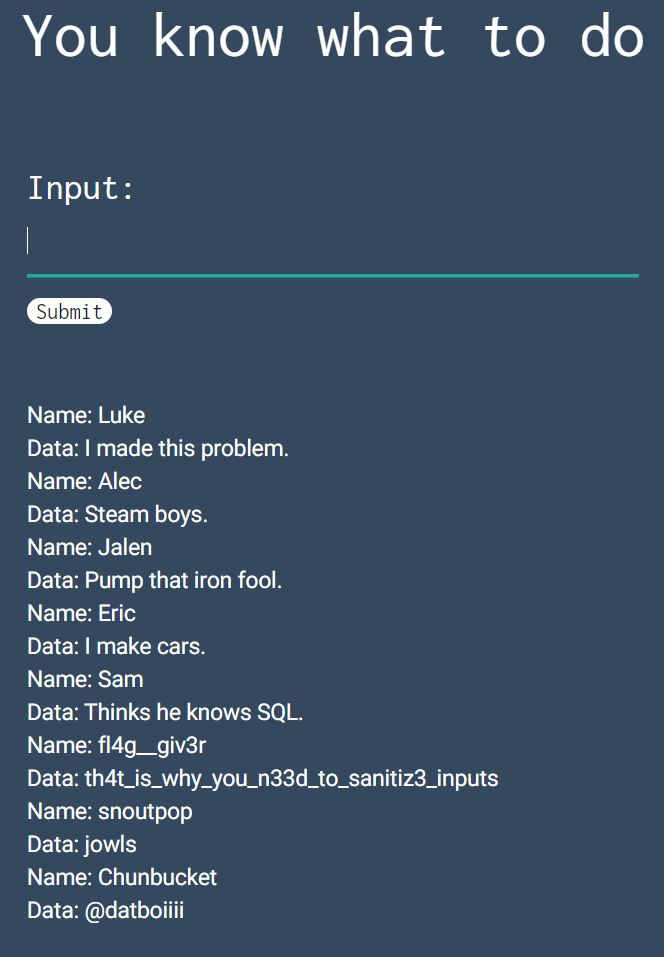 You know what to do
Input:
Submit
Name: Luke
Data: I made this problem.
Name: Alec
Data: Steam boys.
Name: Jalen
Data: Pump that iron fool.
Name: Eric
Data: I make cars.
Name: Sam
Data: Thinks he knows SQL.
Name: fl4g__giv3r
Data: th4t_is_why_you_n33d_to_sanitiz3_inputs
Name: snoutpop
Data: jowls
Name: Chunbucket
Data: @datboiiii